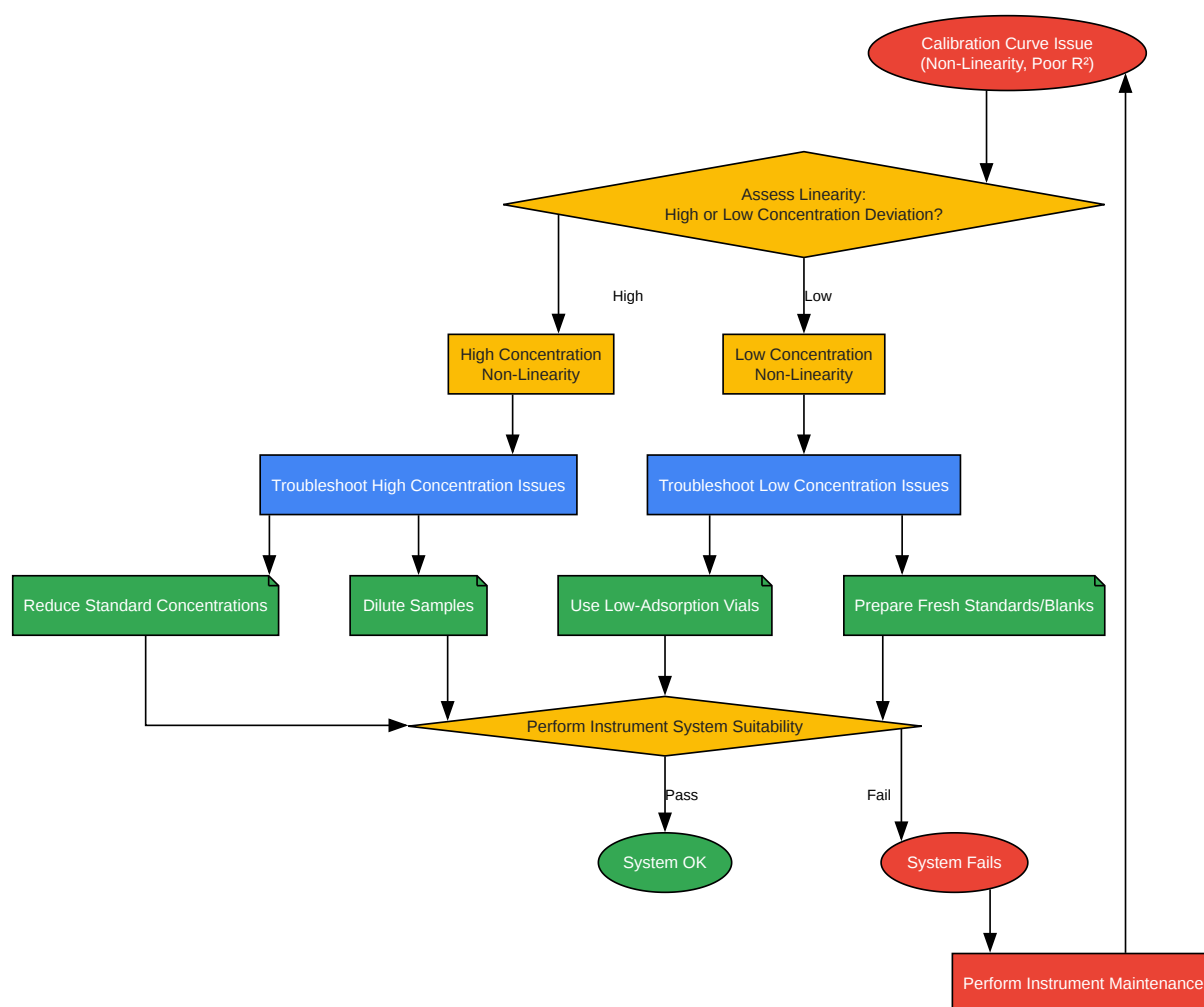 Calibration Curve Issue
(Non-Linearity, Poor R²)
Assess Linearity:
High or Low Concentration Deviation?
High
Low
High Concentration
Non-Linearity
Low Concentration
Non-Linearity
Troubleshoot High Concentration Issues
Troubleshoot Low Concentration Issues
Reduce Standard Concentrations
Dilute Samples
Use Low-Adsorption Vials
Prepare Fresh Standards/Blanks
Perform Instrument System Suitability
Pass
Fail
System OK
System Fails
Perform Instrument Maintenance